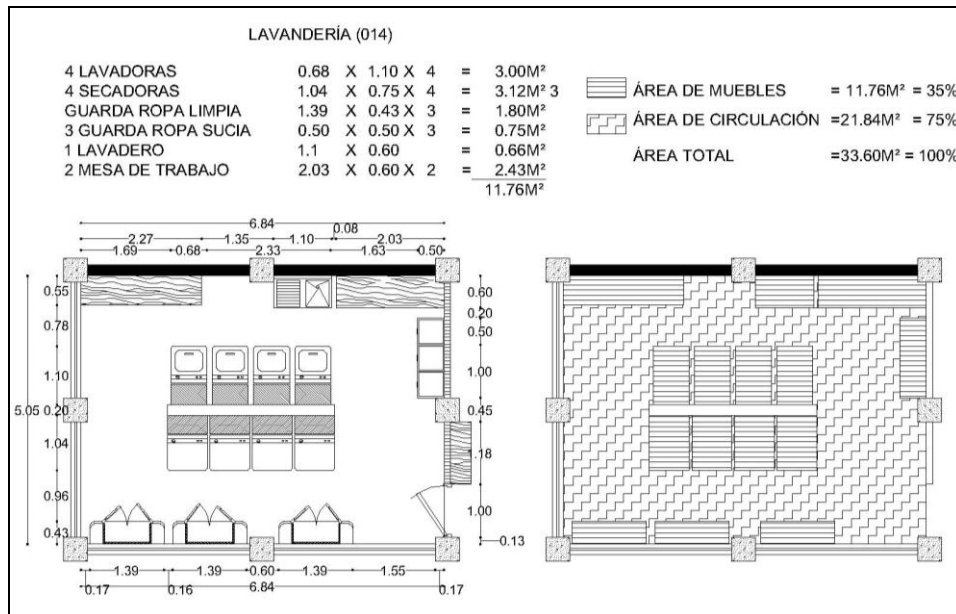 LAVANDERÍA (014)
4 LAVADORAS 0.68 X 1.10 X 4 = 3.00M²
4 SECADORAS 1.04 X 0.75 X 4 = 3.12M² 3
GUARDA ROPA LIMPIA 1.39 X 0.43 X 3 = 1.80M²
3 GUARDA ROPA SUCIA 0.50 X 0.50 X 3 = 0.75M²
1 LAVADERO 1.1 X 0.60 = 0.66M²
2 MESA DE TRABAJO 2.03 X 0.60 X 2 = 2.43M²
11.76M²
ÁREA DE MUEBLES = 11.76M² = 35%
ÁREA DE CIRCULACIÓN =21.84M² = 75%
ÁREA TOTAL =33.60M² = 100%
6.84
0.08
2.27 1.35 1.10 2.03
1.69 0.68 2.33 1.63 0.50
0.55
0.78
1.10
5.05 0.20
1.04
0.96
0.43
0.60
0.20
0.50
1.00
0.45
.18
1.00
0.13
1.39 1.39 0.60 1.39 1.55
0.17 0.16 6.84 0.17